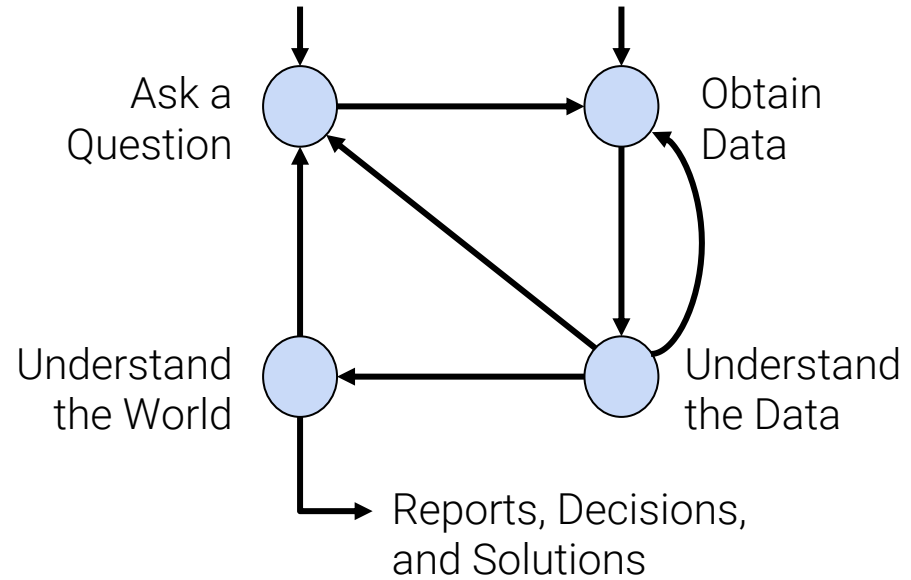 Ask a
Question
Obtain
Data
Understand
the World
Understand
the Data
Reports, Decisions,
and Solutions